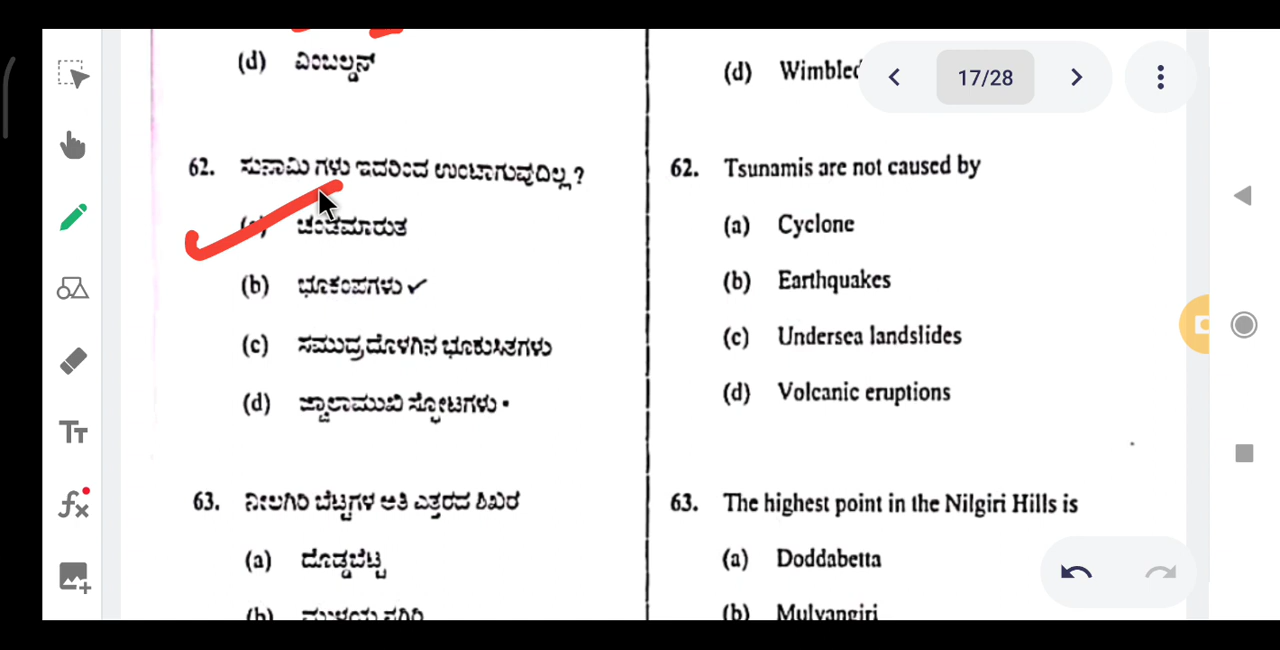 (d) ವಿಂಬಲ್ಡನ್
62. ಸುನಾಮಿ ಗಳು ಇದರಿಂದ ಉಂಟಾಗುವುದಿಲ್ಲ ?
ಚಂಡಮಾರುತ
(b) ಭೂಕಂಪಗಳು ✓
(c) ಸಮುದ್ರದೊಳಗಿನ ಭೂಕುಸಿತಗಳು
(d) ಜ್ವಾಲಾಮುಖಿ ಸ್ಫೋಟಗಳು
63. ನೀಲಗಿರಿ ಬೆಟ್ಟಗಳ ಅತಿ ಎತ್ತರದ ಶಿಖರ
(a) ದೊಡ್ಡಬೆಟ್ಟ
(b)
(d) Wimbled
17/28
62. Tsunamis are not caused by
(a) Cyclone
(b) Earthquakes
(c) Undersea landslides
(d) Volcanic eruptions
63. The highest point in the Nilgiri Hills is
(a) Doddabetta
(b) Mulyangiri
TT
fx